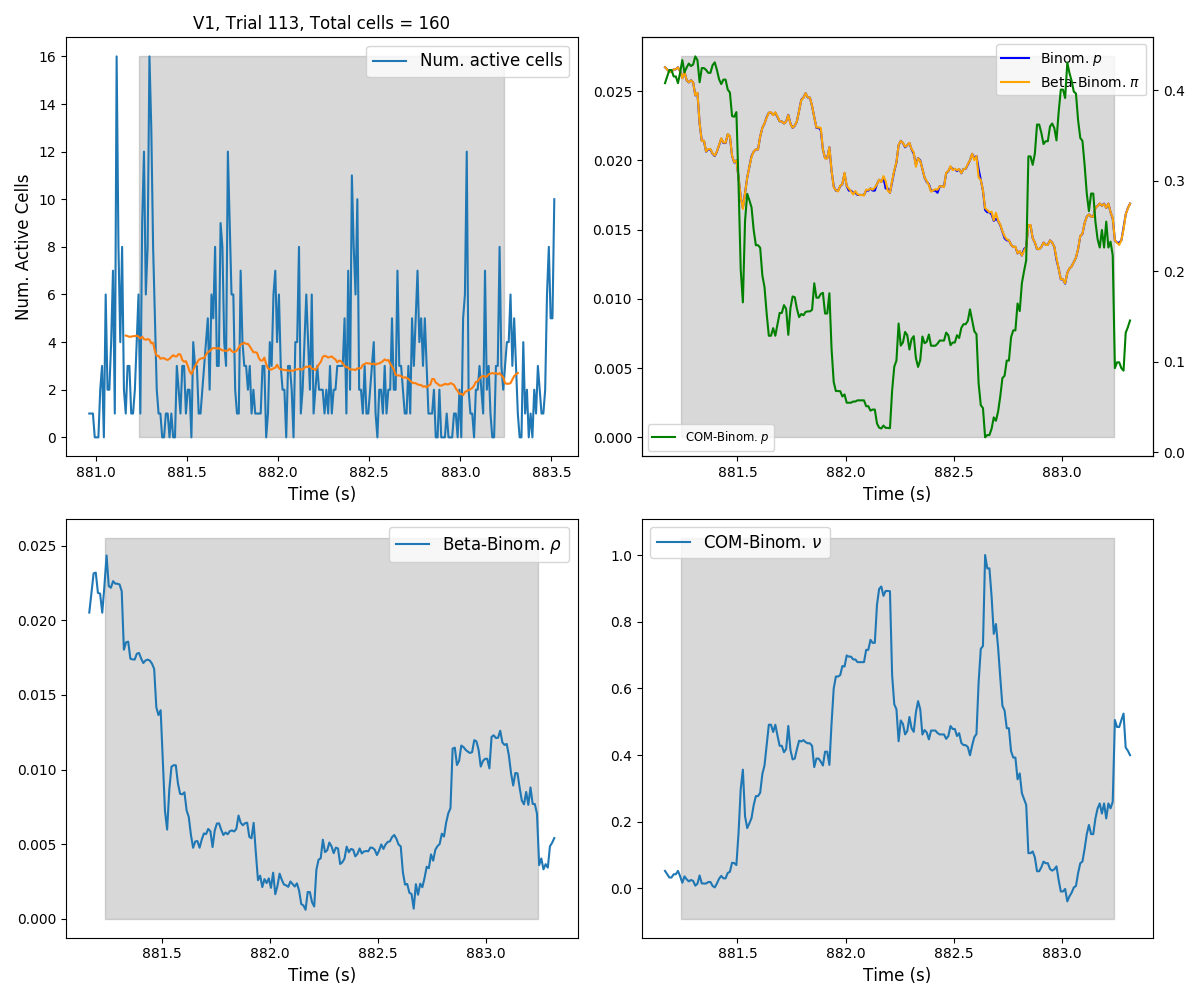 V1, Trial 113, Total cells = 160
Num. active cells
Num. Active Cells
16
14
12
10
8
6
4
2
0
881.0 881.5 882.0 882.5 883.0 883.5
Time (s)
Binom. p
Beta-Binom. π
COM-Binom. p
0.025
0.020
0.015
0.010
0.005
0.000
0.4
0.3
0.2
0.1
0.0
881.5 882.0 882.5 883.0
Time (s)
Beta-Binom. ρ
0.025
0.020
0.015
0.010
0.005
0.000
881.5 882.0 882.5 883.0
Time (s)
COM-Binom. ν
1.0
0.8
0.6
0.4
0.2
0.0
881.5 882.0 882.5 883.0
Time (s)